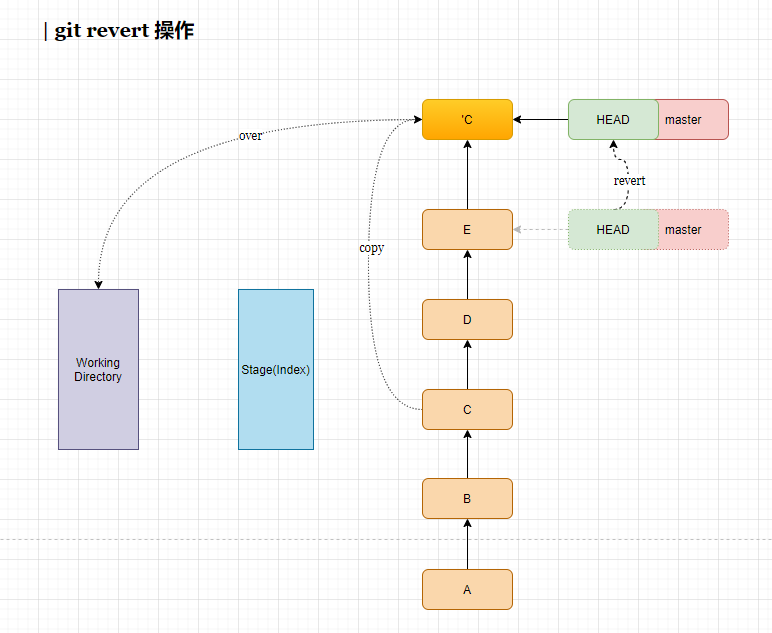 | git revert 操作
'C
HEAD
master
over
revert
E
HEAD
master
copy
D
Working
Directory
Stage(Index)
C
B
A